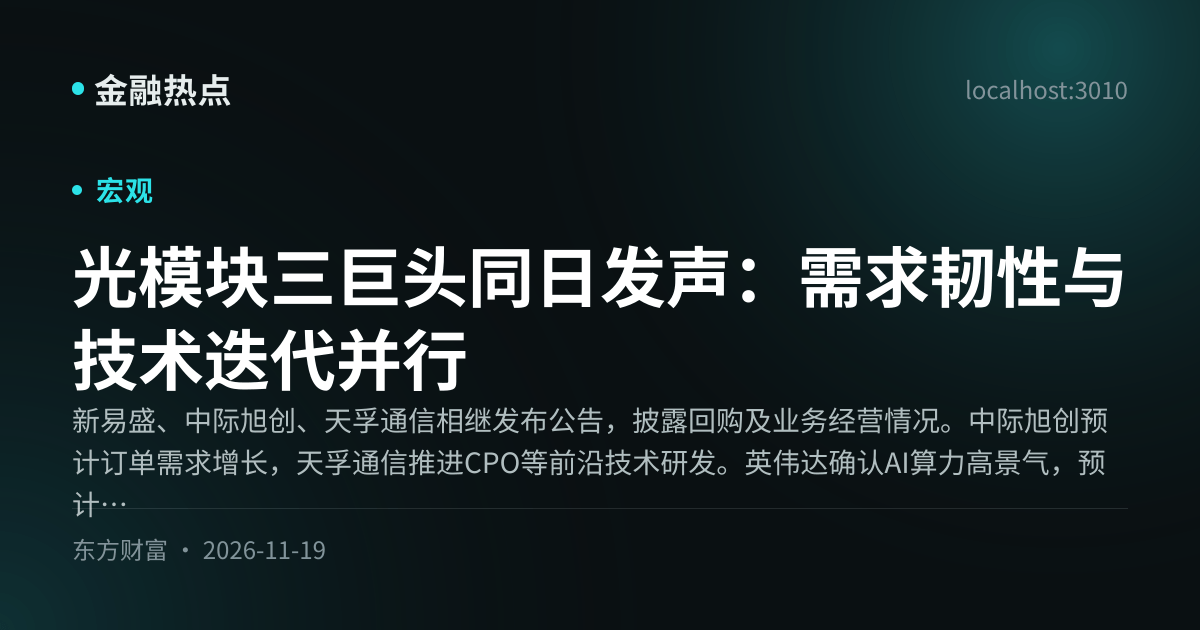 金融热点
localhost:3010
宏观
光模块三巨头同日发声：需求韧性与
技术迭代并行
新易盛、中际旭创、天孚通信相继发布公告，披露回购及业务经营情况。中际旭创预
计订单需求增长，天孚通信推进CPO等前沿技术研发。英伟达确认AI算力高景气，预
计…
东方财富 • 2026-11-19